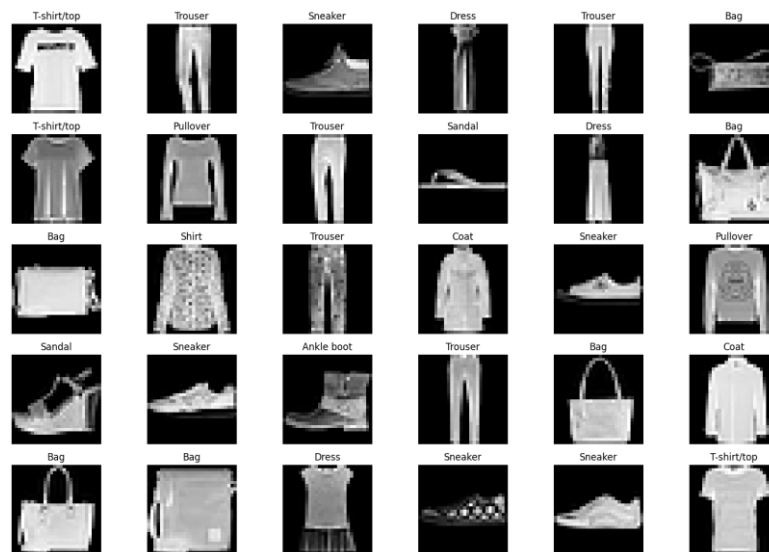 T-shirt/top Trouser Sneaker Dress Trouser Bag
T-shirt/top Pullover Trouser Sandal Dress Bag
Bag Shirt Trouser Coat Sneaker Pullover
Sandal Sneaker Ankle boot Trouser Bag Coat
Bag Bag Dress Sneaker Sneaker T-shirt/top